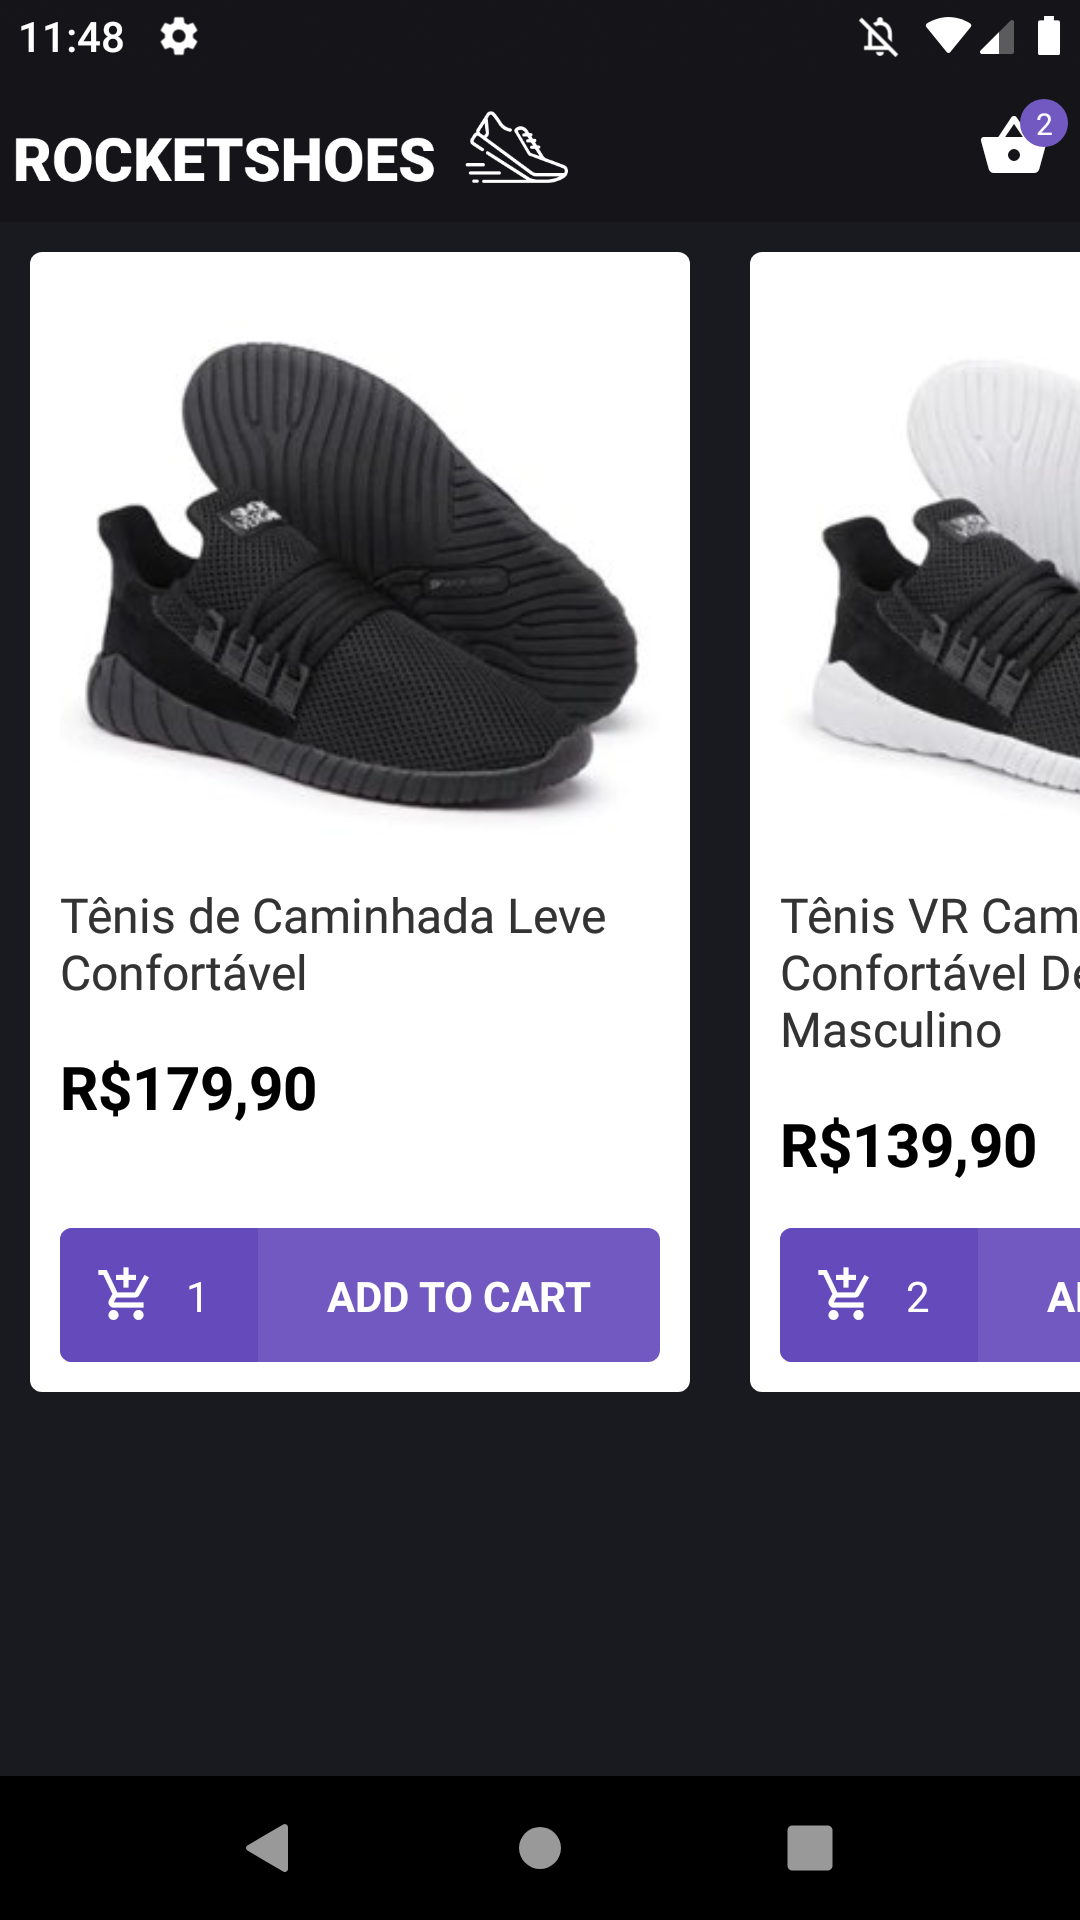 11:48
ROCKETSHOES
2
Tênis de Caminhada Leve
Confortável
R$179,90
1
ADD TO CART
Tênis VR Cam
Confortável De
Masculino
R$139,90
2